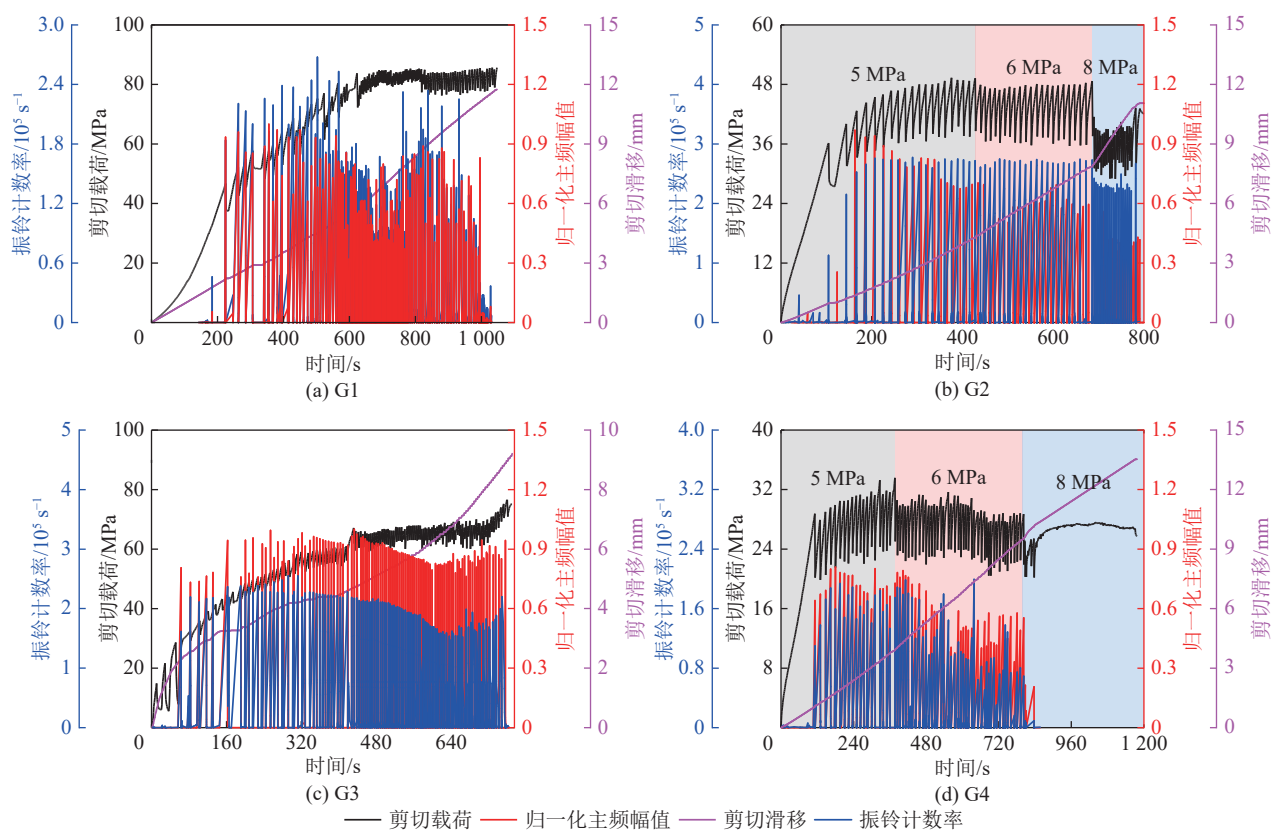 3.0 100 1.5 15
2.4 80 1.2 12
1.8 60 0.9 9
1.2 40 0.6 6
0.6 20 0.3 3
0 0 0 0
振铃计数率/10⁵ s⁻¹
剪切载荷/MPa
归一化主频幅值
剪切滑移/mm
200 400 600 800 1 000
时间/s
(a) G1
5 60 1.5 15
4 48 1.2 12
3 36 0.9 9
2 24 0.6 6
1 12 0.3 3
0 0 0 0
振铃计数率/10⁵ s⁻¹
剪切载荷/MPa
归一化主频幅值
剪切滑移/mm
5 MPa 6 MPa 8 MPa
200 400 600 800
时间/s
(b) G2
5 100 1.5 10
4 80 1.2 8
3 60 0.9 6
2 40 0.6 4
1 20 0.3 2
0 0 0 0
振铃计数率/10⁵ s⁻¹
剪切载荷/MPa
归一化主频幅值
剪切滑移/mm
160 320 480 640
时间/s
(c) G3
4.0 40 1.5 15
3.2 32 1.2 12
2.4 24 0.9 9
1.6 16 0.6 6
0.8 8 0.3 3
0 0 0 0
振铃计数率/10⁵ s⁻¹
剪切载荷/MPa
归一化主频幅值
剪切滑移/mm
5 MPa 6 MPa 8 MPa
240 480 720 960 1 200
时间/s
(d) G4
剪切载荷 归一化主频幅值 剪切滑移 振铃计数率